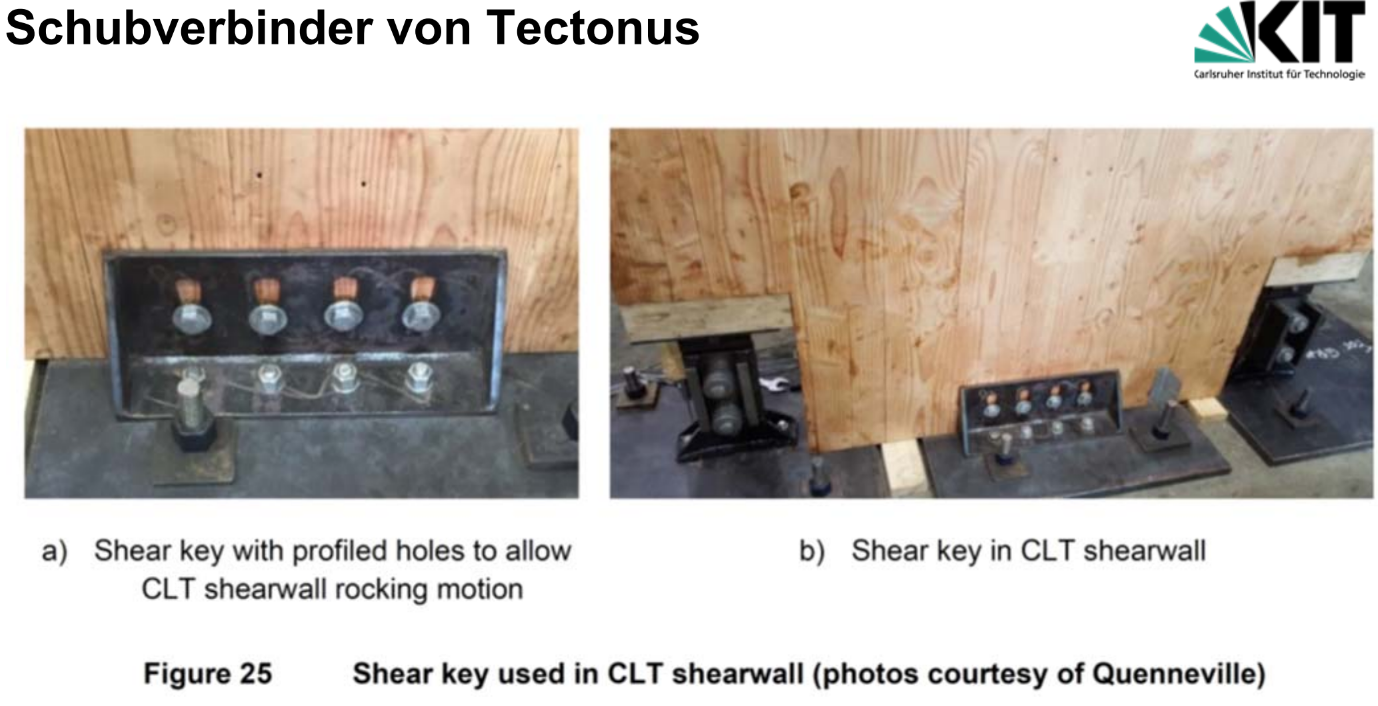 Schubverbinder von Tectonus
KIT
Karlsruher Institut für Technologie
a) Shear key with profiled holes to allow
CLT shearwall rocking motion
b) Shear key in CLT shearwall
Figure 25 Shear key used in CLT shearwall (photos courtesy of Quenneville)